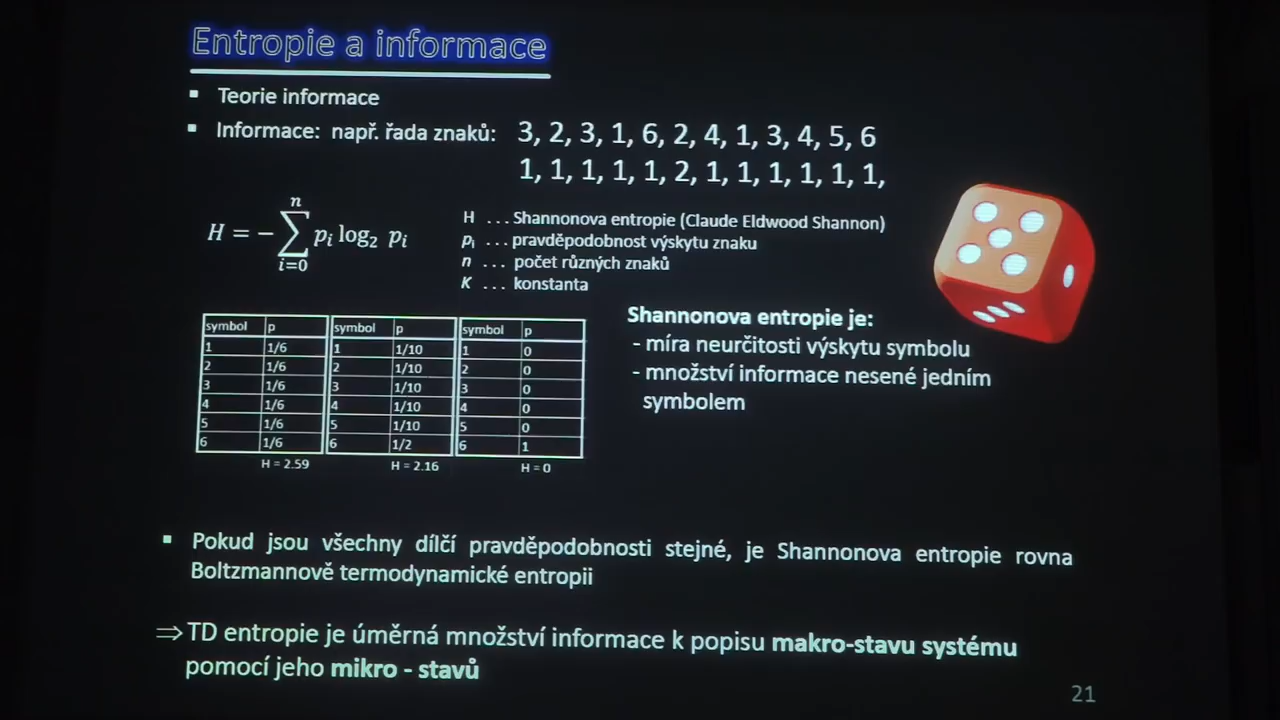 Entropie a informace
▪ Teorie informace
▪ Informace: např. řada znaků: 3, 2, 3, 1, 6, 2, 4, 1, 3, 4, 5, 6
1, 1, 1, 1, 1, 2, 1, 1, 1, 1, 1, 1,
H = − ∑ⁿᵢ₌₀ pᵢ log₂ pᵢ
H ... Shannonova entropie (Claude Eldwood Shannon)
pᵢ ... pravděpodobnost výskytu znaku
n ... počet různých znaků
K ... konstanta
symbol p symbol p symbol p
1 1/6 1 1/10 1 0
2 1/6 2 1/10 2 0
3 1/6 3 1/10 3 0
4 1/6 4 1/10 4 0
5 1/6 5 1/10 5 0
6 1/6 6 1/2 6 1
H = 2.59 H = 2.16 H = 0
Shannonova entropie je:
- míra neurčitosti výskytu symbolu
- množství informace nesené jedním
symbolem
▪ Pokud jsou všechny dílčí pravděpodobnosti stejné, je Shannonova entropie rovna
Boltzmannově termodynamické entropii
⇒ TD entropie je úměrná množství informace k popisu makro-stavu systému
pomocí jeho mikro - stavů
21